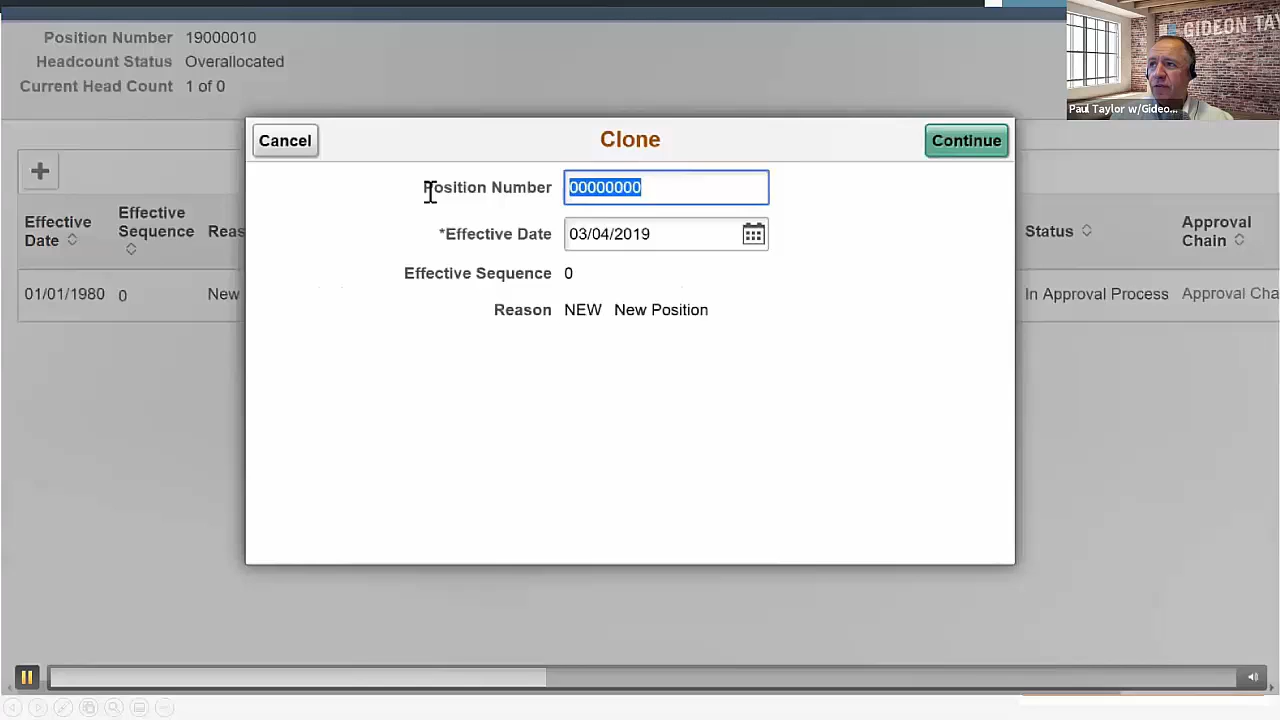 Position Number 19000010
Headcount Status Overallocated
Current Head Count 1 of 0
GIDEON TAY
Paul Taylor w/Gideo...
Cancel
Clone
Continue
Position Number 00000000
*Effective Date 03/04/2019
Effective Sequence 0
Reason NEW New Position
Effective Date
Effective Sequence
Reas
Status
Approval Chain
01/01/1980 0 New
In Approval Process Approval Cha